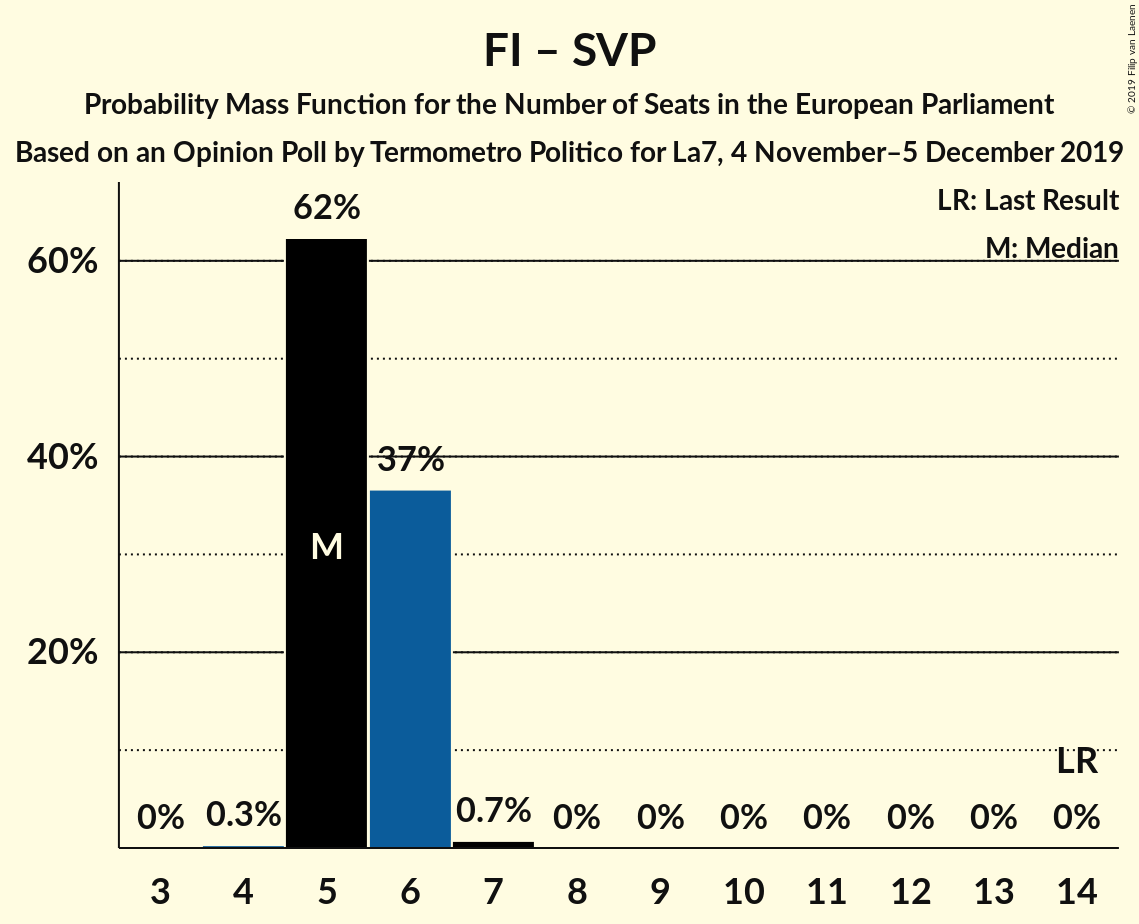 FI – SVP
Probability Mass Function for the Number of Seats in the European Parliament
Based on an Opinion Poll by Termometro Politico for La7, 4 November–5 December 2019
© 2019 Filip van Laenen
LR: Last Result
M: Median
62%
60%
40%
37%
M
20%
LR
0% 0.3% 0.7% 0% 0% 0% 0% 0% 0% 0%
3 4 5 6 7 8 9 10 11 12 13 14